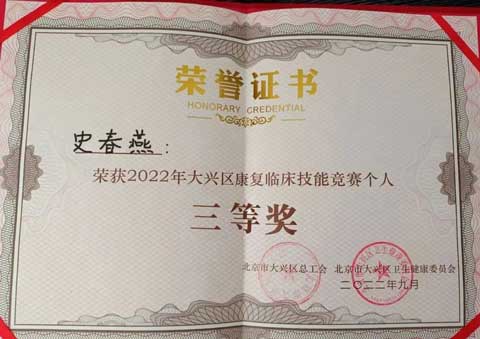 荣誉证书
HONORARY CREDENTIAL
史春燕：
荣获2022年大兴区康复临床技能竞赛个人
三等奖
北京市大兴区总工会 北京市大兴区卫生健康委员会
二〇二二年九月